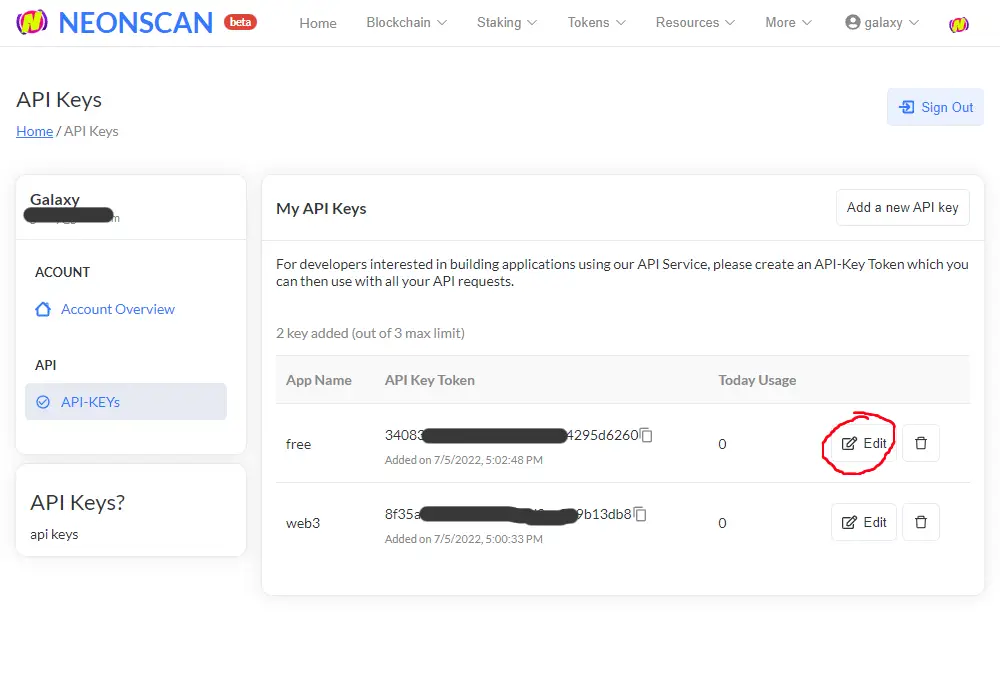 NEONSCAN beta
Home Blockchain Staking Tokens Resources More galaxy
API Keys
Home / API Keys
Sign Out
Galaxy
ACOUNT
Account Overview
API
API-KEYs
API Keys?
api keys
My API Keys
Add a new API key
For developers interested in building applications using our API Service, please create an API-Key Token which you
can then use with all your API requests.
2 key added (out of 3 max limit)
App Name API Key Token Today Usage
free 34083 4295d6260 0 Edit
Added on 7/5/2022, 5:02:48 PM
web3 8f35a 9b13db8 0 Edit
Added on 7/5/2022, 5:00:33 PM